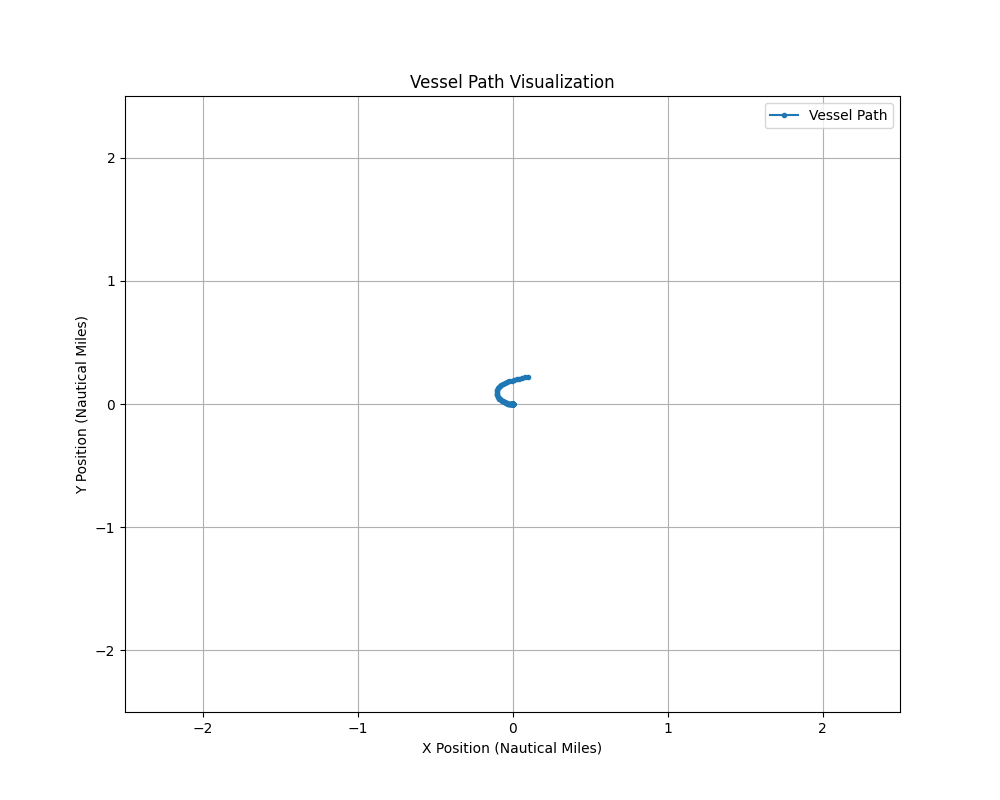 Vessel Path Visualization
Vessel Path
2
1
0
−1
−2
Y Position (Nautical Miles)
−2
−1
0
1
2
X Position (Nautical Miles)